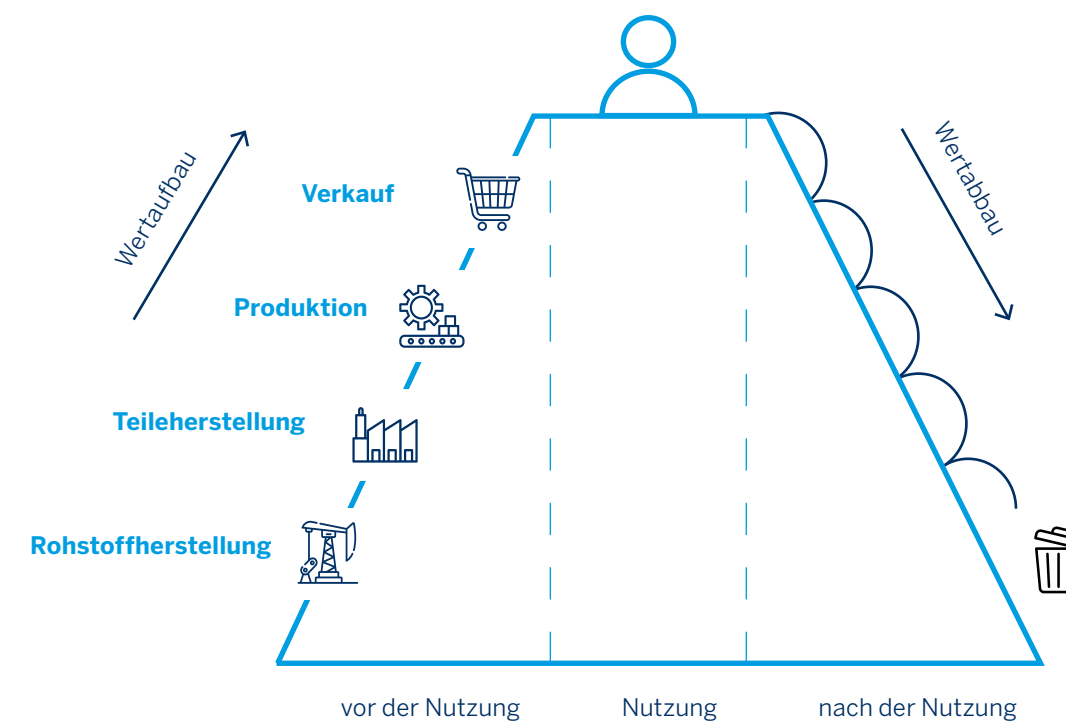 Wertaufbau
Wertabbau
Verkauf
Produktion
Teileherstellung
Rohstoffherstellung
vor der Nutzung
Nutzung
nach der Nutzung